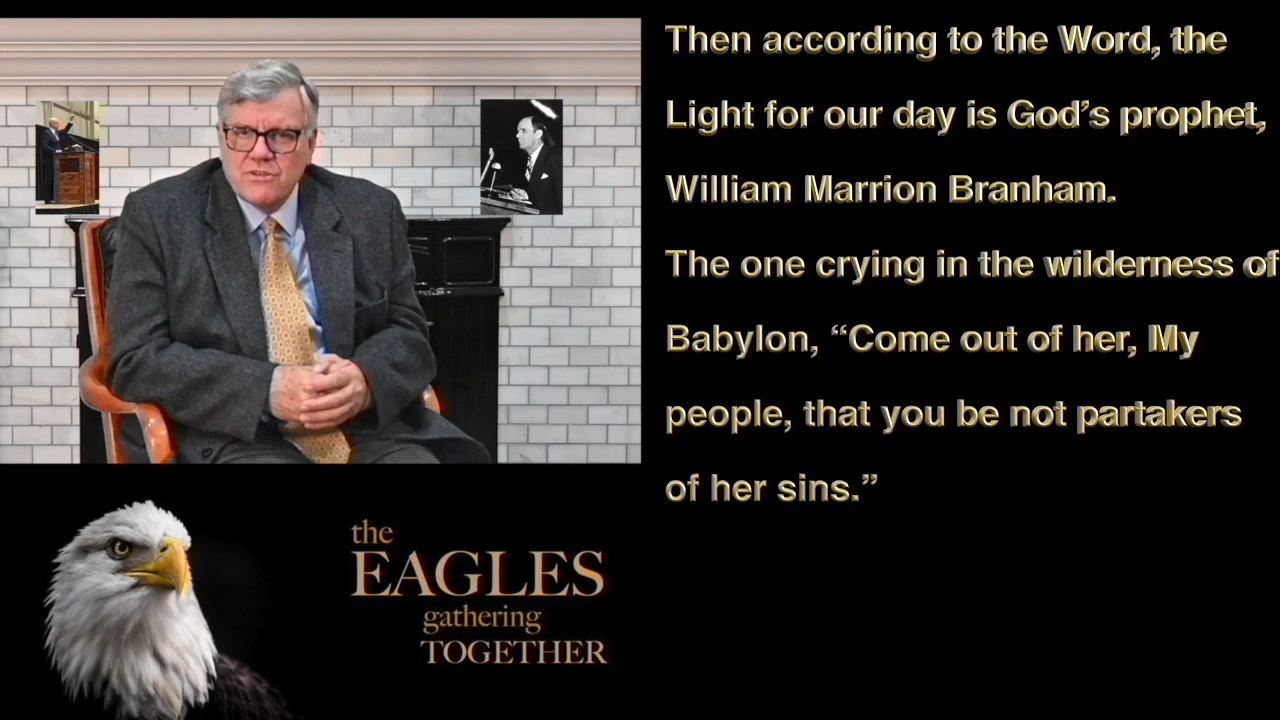 Then according to the Word, the
Light for our day is God’s prophet,
William Marrion Branham.
The one crying in the wilderness of
Babylon, “Come out of her, My
people, that you be not partakers
of her sins.”
the
EAGLES
gathering
TOGETHER